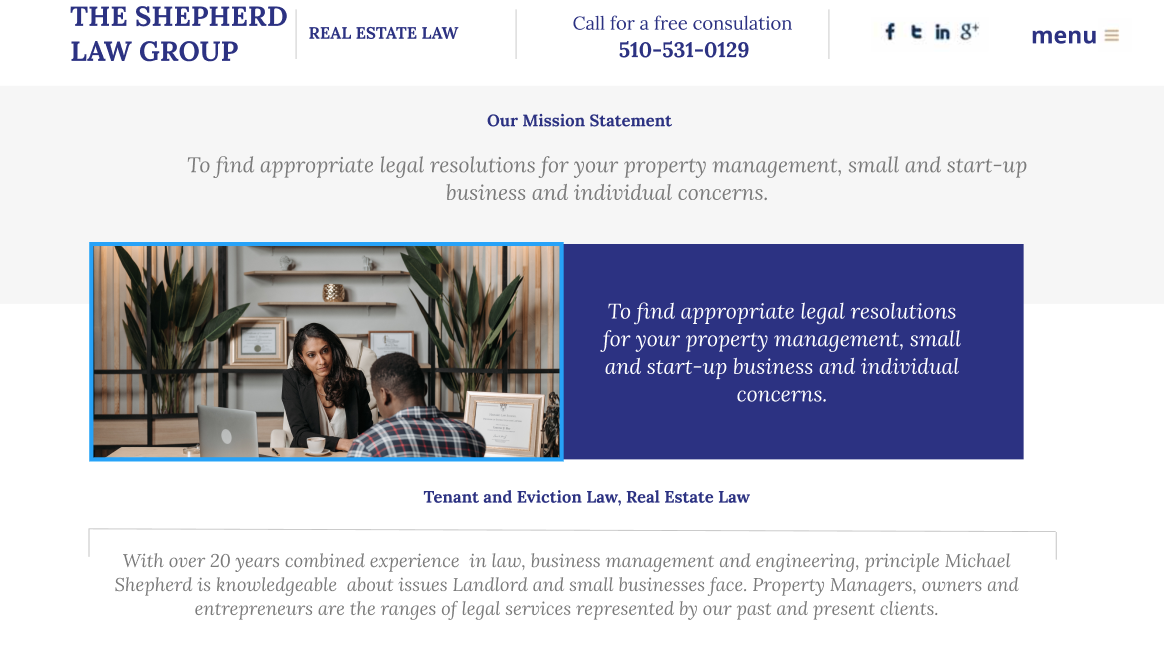 THE SHEPHERD
LAW GROUP
REAL ESTATE LAW
Call for a free consulation
510-531-0129
menu
Our Mission Statement
To find appropriate legal resolutions for your property management, small and start-up
business and individual concerns.
To find appropriate legal resolutions
for your property management, small
and start-up business and individual
concerns.
Tenant and Eviction Law, Real Estate Law
With over 20 years combined experience  in law, business management and engineering, principle Michael
Shepherd is knowledgeable  about issues Landlord and small businesses face. Property Managers, owners and
entrepreneurs are the ranges of legal services represented by our past and present clients.